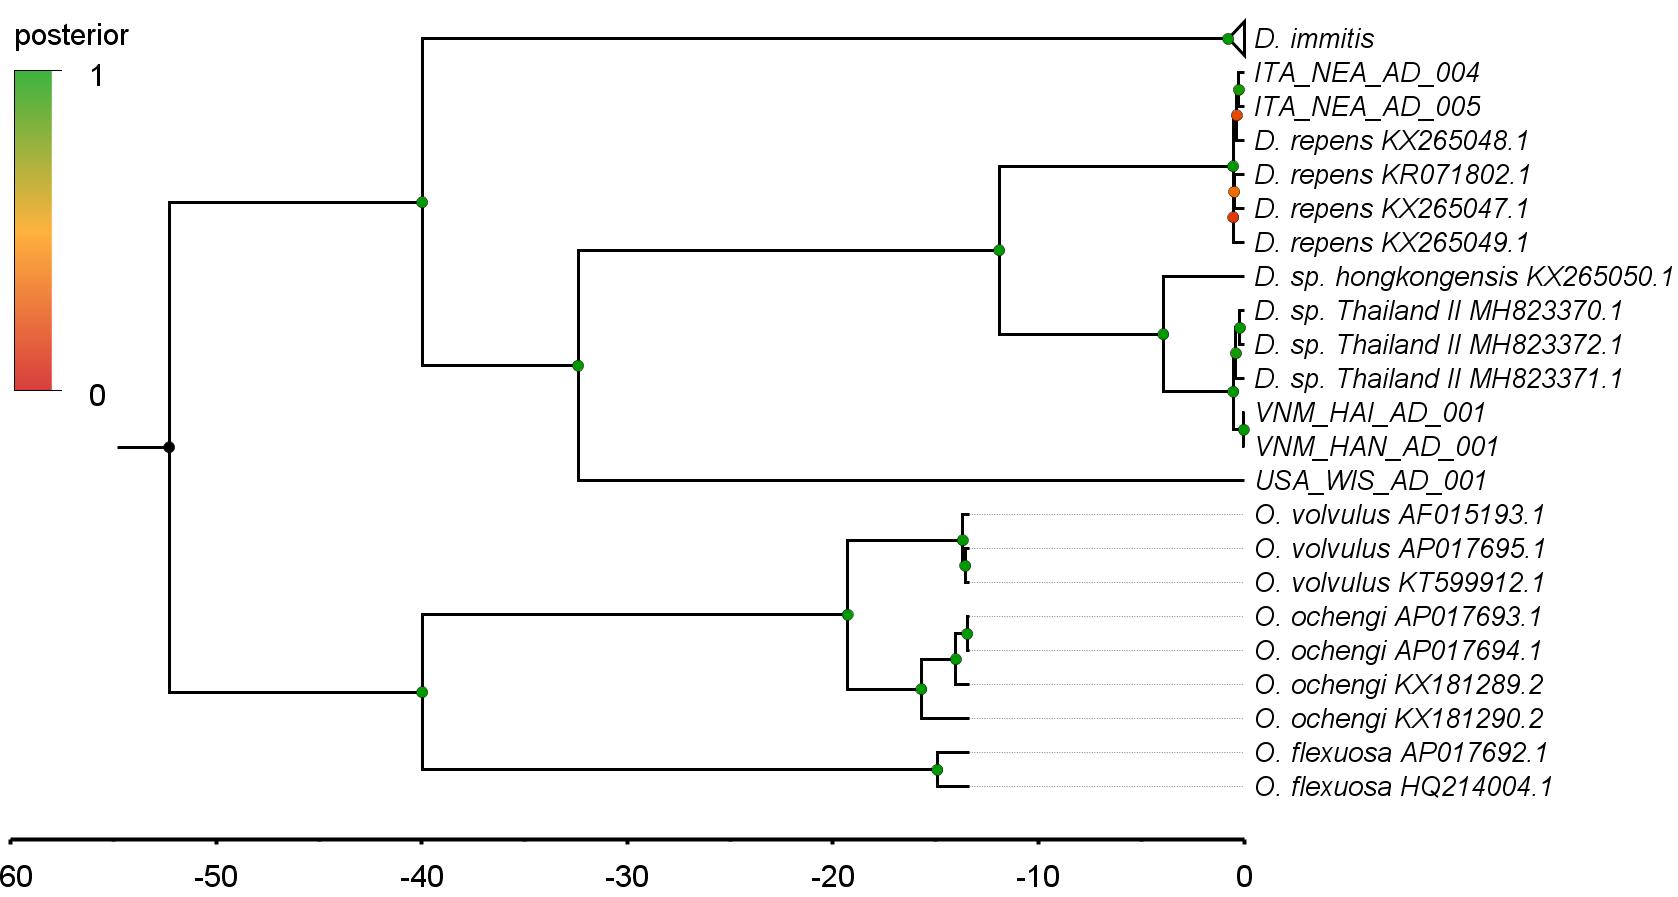 posterior
1
0
D. immitis
ITA_NEA_AD_004
ITA_NEA_AD_005
D. repens KX265048.1
D. repens KR071802.1
D. repens KX265047.1
D. repens KX265049.1
D. sp. hongkongensis KX265050.1
D. sp. Thailand II MH823370.1
D. sp. Thailand II MH823372.1
D. sp. Thailand II MH823371.1
VNM_HAI_AD_001
VNM_HAN_AD_001
USA_WIS_AD_001
O. volvulus AF015193.1
O. volvulus AP017695.1
O. volvulus KT599912.1
O. ochengi AP017693.1
O. ochengi AP017694.1
O. ochengi KX181289.2
O. ochengi KX181290.2
O. flexuosa AP017692.1
O. flexuosa HQ214004.1
60 -50 -40 -30 -20 -10 0